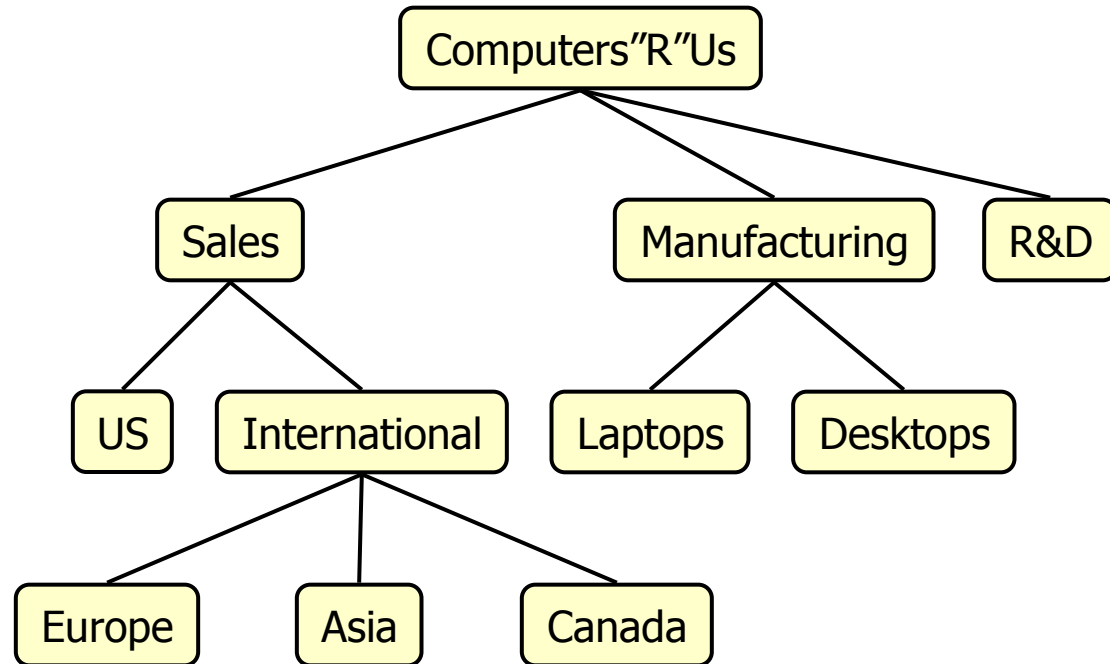 Computers”R”Us
Sales
Manufacturing
R&D
US
International
Laptops
Desktops
Europe
Asia
Canada